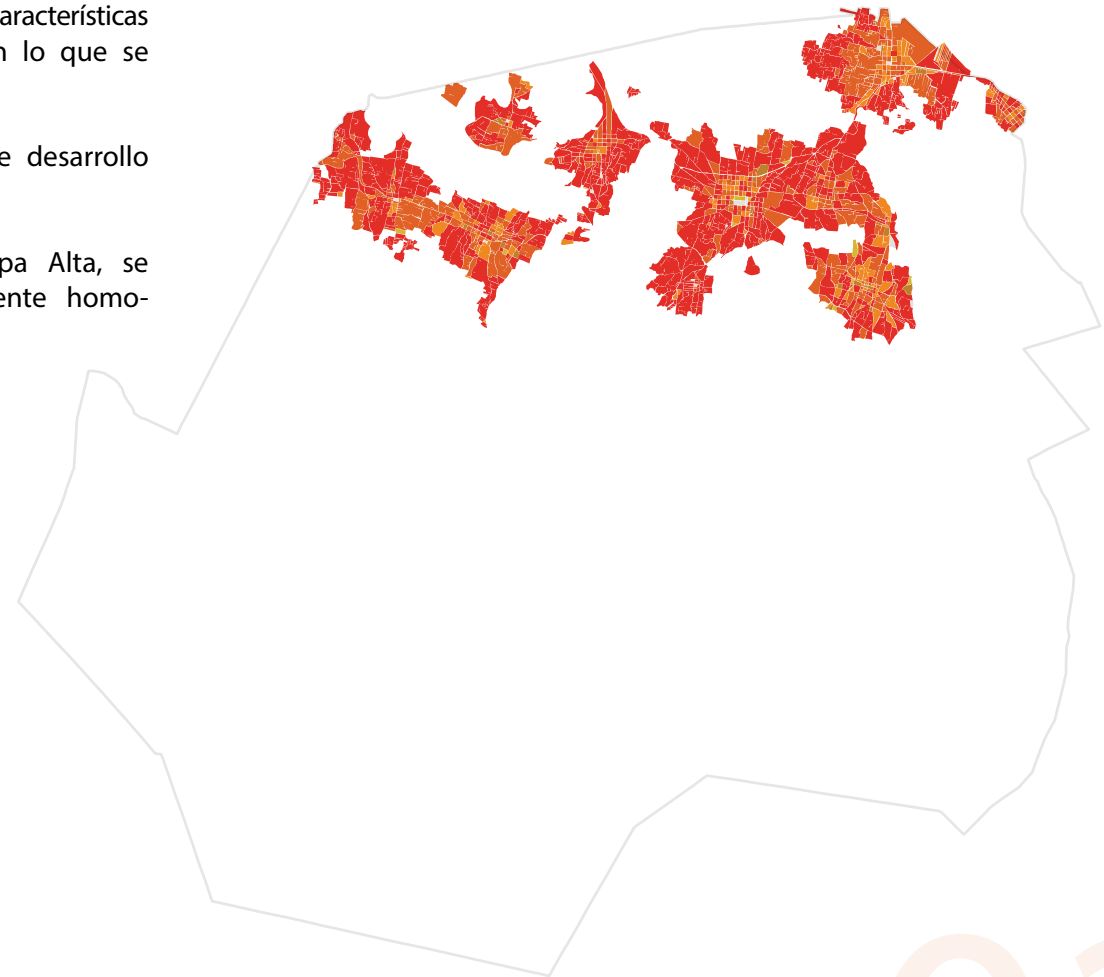 aracterísticas
lo que se
e desarrollo
pa Alta, se
ente homo-